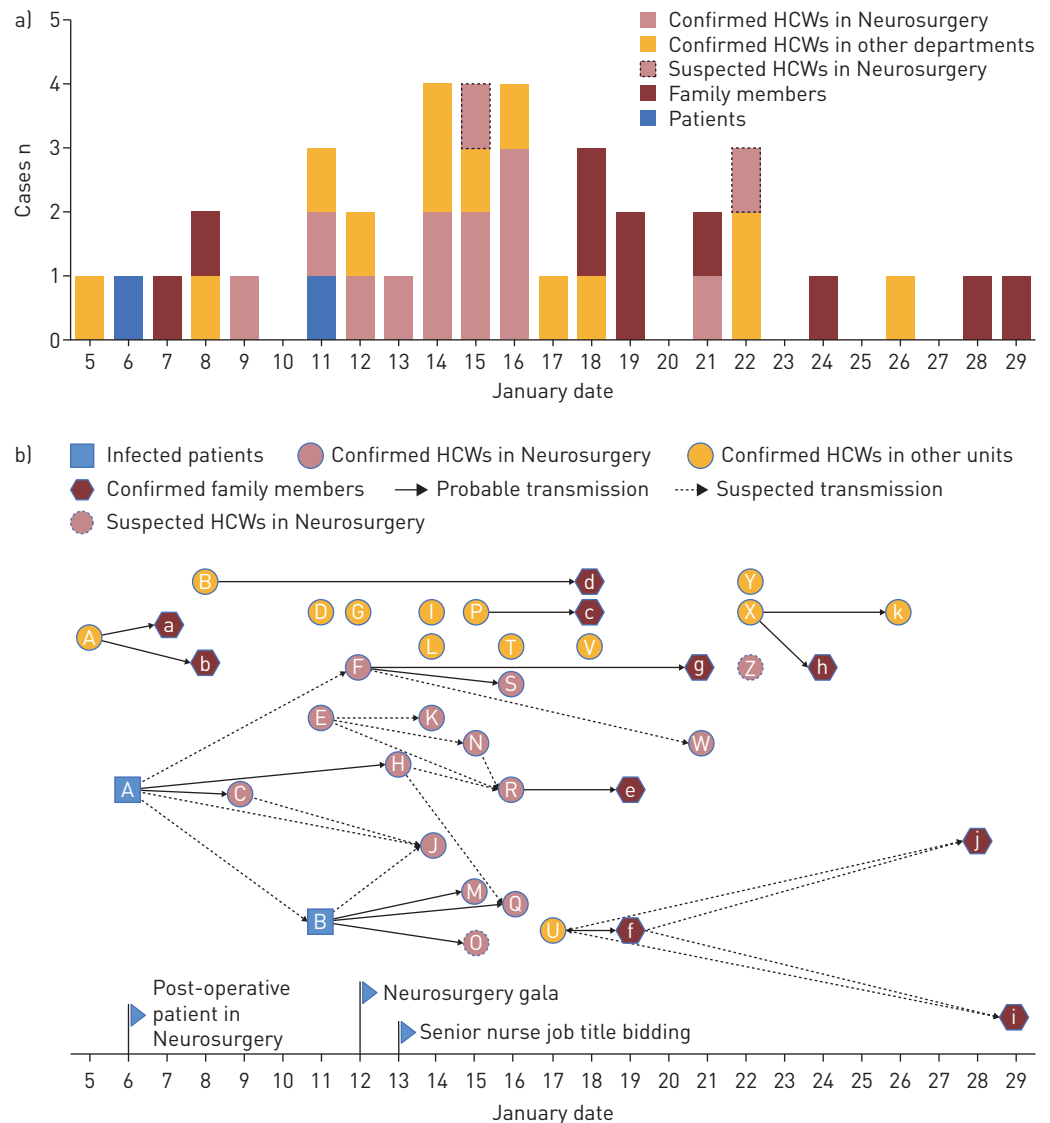 a)
5
4
3
2
1
0
Cases n
Confirmed HCWs in Neurosurgery
Confirmed HCWs in other departments
Suspected HCWs in Neurosurgery
Family members
Patients
5 6 7 8 9 10 11 12 13 14 15 16 17 18 19 20 21 22 23 24 25 26 27 28 29
January date
b)
Infected patients Confirmed HCWs in Neurosurgery Confirmed HCWs in other units
Confirmed family members Probable transmission Suspected transmission
Suspected HCWs in Neurosurgery
B d Y
D G I P c X k
A a
L T V
b F g Z h
S
E K
N W
H
A C R e
J j
M
B Q
U f
O
i
Post-operative
patient in
Neurosurgery
Neurosurgery gala
Senior nurse job title bidding
5 6 7 8 9 10 11 12 13 14 15 16 17 18 19 20 21 22 23 24 25 26 27 28 29
January date